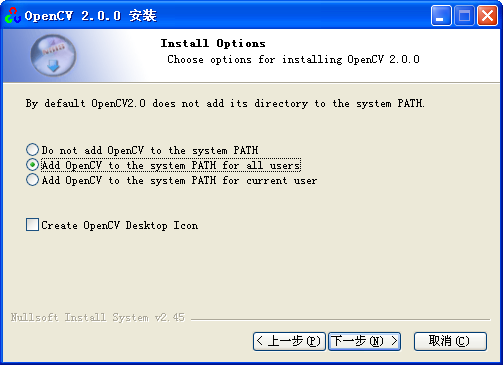 OpenCV 2.0.0 安装
Install Options
Choose options for installing OpenCV 2.0.0
By default OpenCV2.0 does not add its directory to the system PATH.
Do not add OpenCV to the system PATH
Add OpenCV to the system PATH for all users
Add OpenCV to the system PATH for current user
Create OpenCV Desktop Icon
Nullsoft Install System v2.45
< 上一步(P) 下一步(N) > 取消(C)